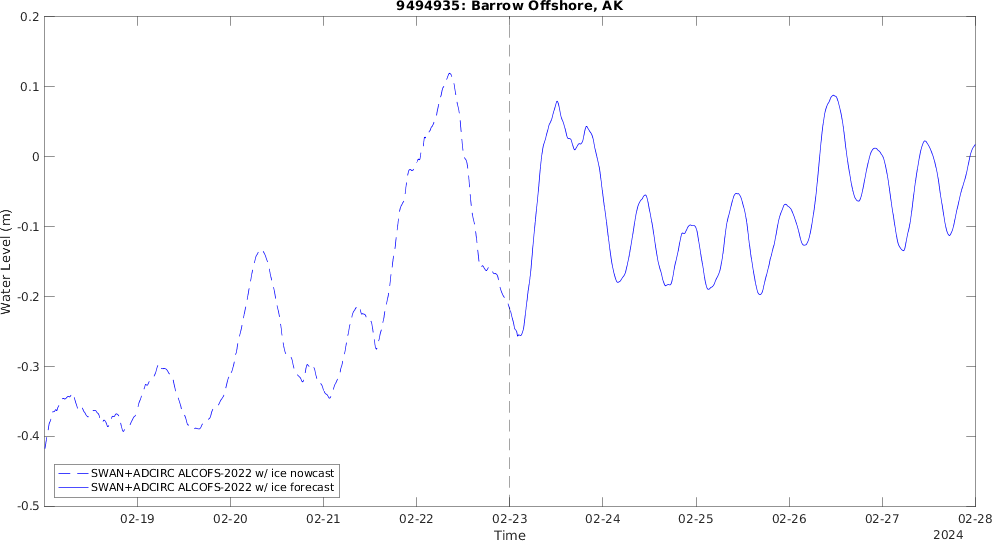 9494935: Barrow Offshore, AK
0.2
0.1
0
-0.1
-0.2
-0.3
-0.4
-0.5
Water Level (m)
SWAN+ADCIRC ALCOFS-2022 w/ ice nowcast
SWAN+ADCIRC ALCOFS-2022 w/ ice forecast
02-19 02-20 02-21 02-22 02-23 02-24 02-25 02-26 02-27 02-28
Time
2024